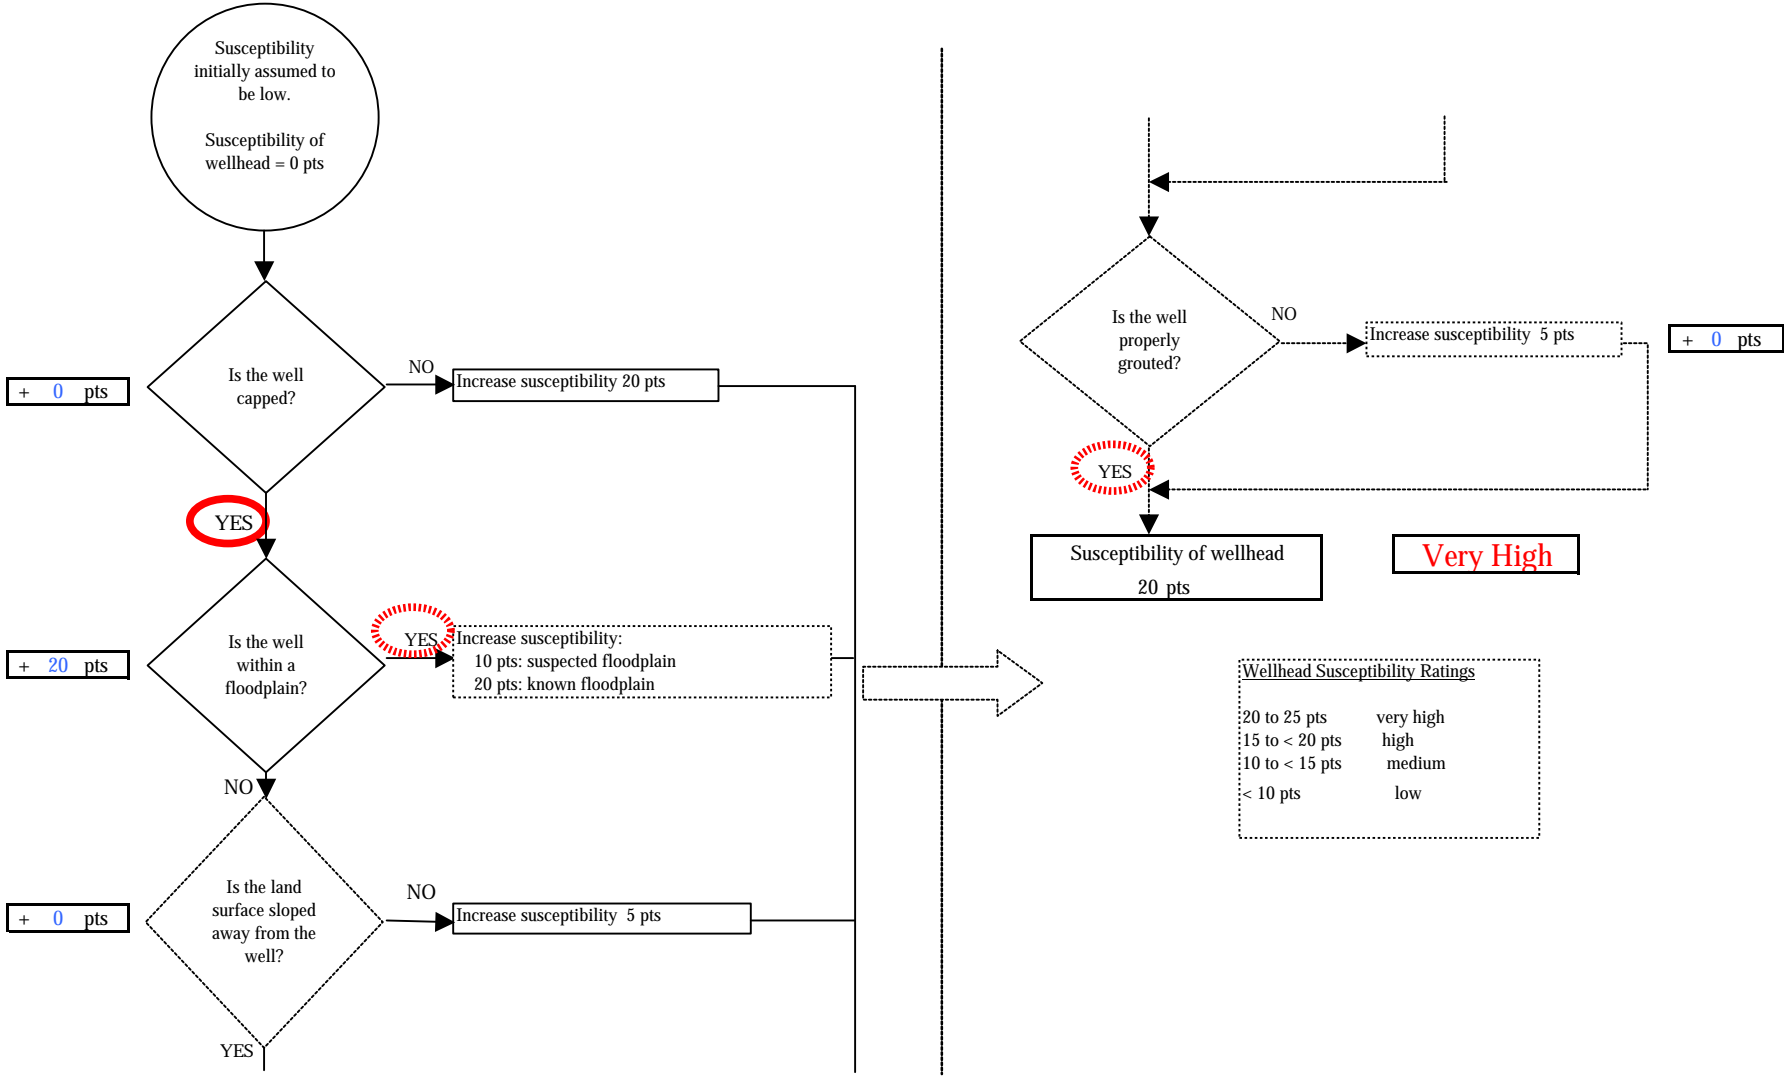 Susceptibility
initially assumed to
be low.
Susceptibility of
wellhead = 0 pts
Is the well
capped?
NO
Increase susceptibility 20 pts
+ 0 pts
YES
Is the well
within a
floodplain?
YES
Increase susceptibility:
10 pts: suspected floodplain
20 pts: known floodplain
+ 20 pts
NO
Is the land
surface sloped
away from the
well?
NO
Increase susceptibility 5 pts
+ 0 pts
YES
Is the well
properly
grouted?
NO
Increase susceptibility 5 pts
+ 0 pts
YES
Susceptibility of wellhead
20 pts
Very High
Wellhead Susceptibility Ratings
20 to 25 pts very high
15 to < 20 pts high
10 to < 15 pts medium
< 10 pts low